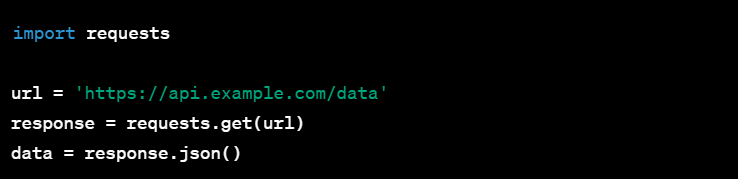 import requests
url = 'https://api.example.com/data'
response = requests.get(url)
data = response.json()